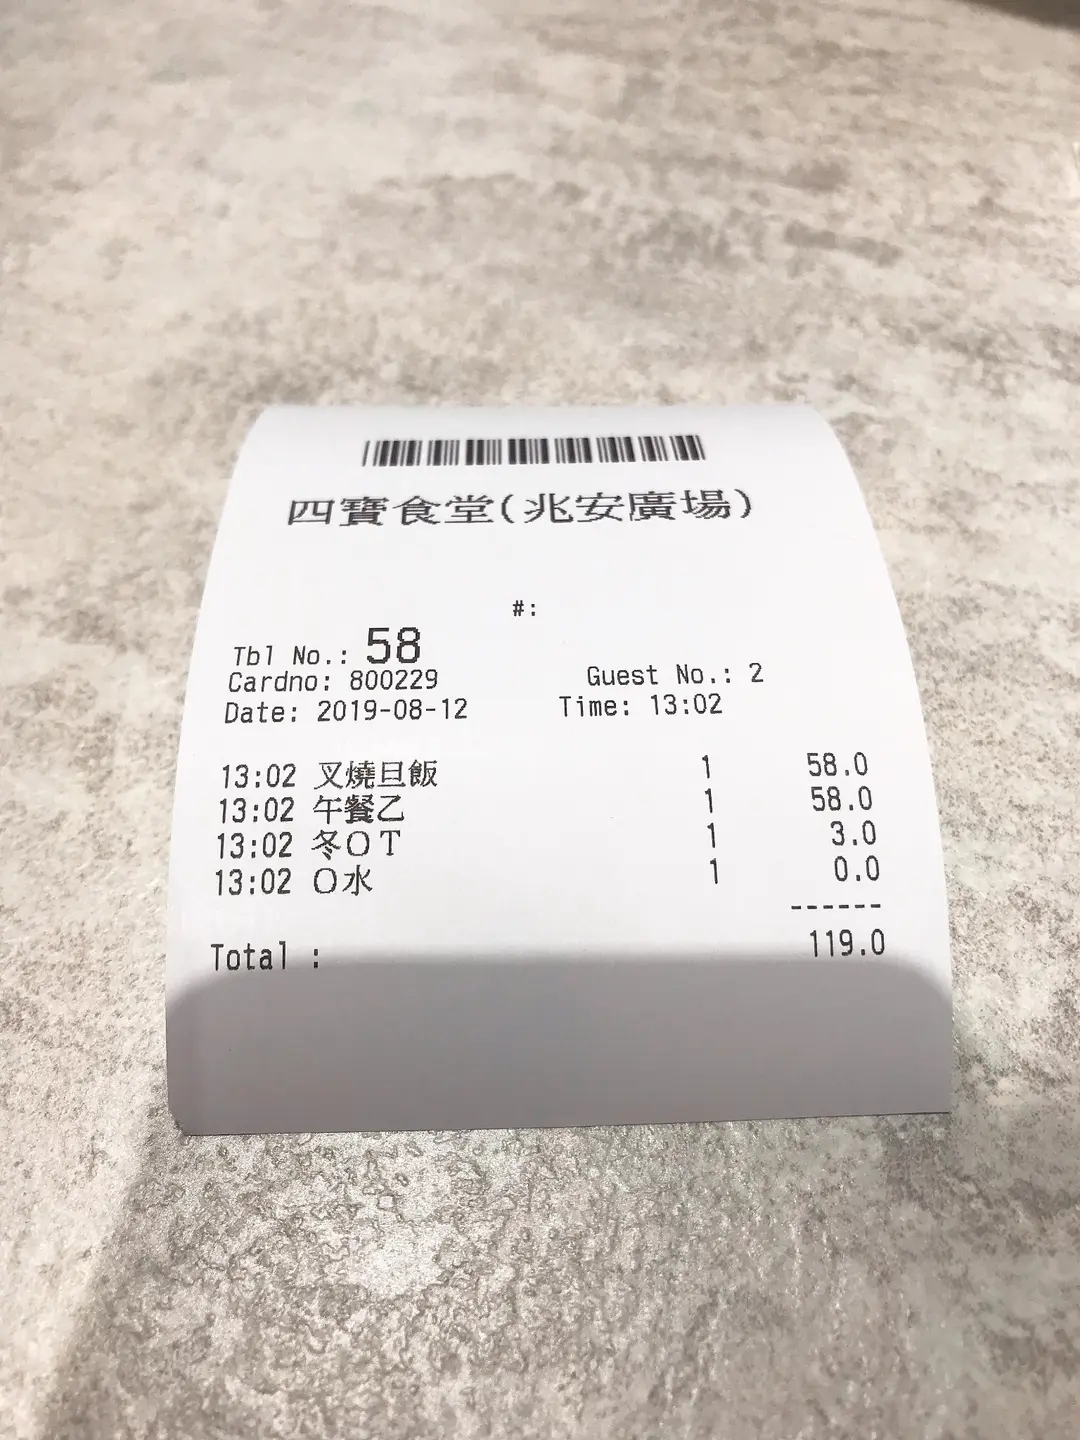 四寶食堂(兆安廣場)
#:
Tbl No.: 58
Cardno: 800229 Guest No.: 2
Date: 2019-08-12 Time: 13:02
13:02 叉燒旦飯 1 58.0
13:02 午餐乙 1 58.0
13:02 冬OT 1 3.0
13:02 O水 1 0.0
------
Total : 119.0